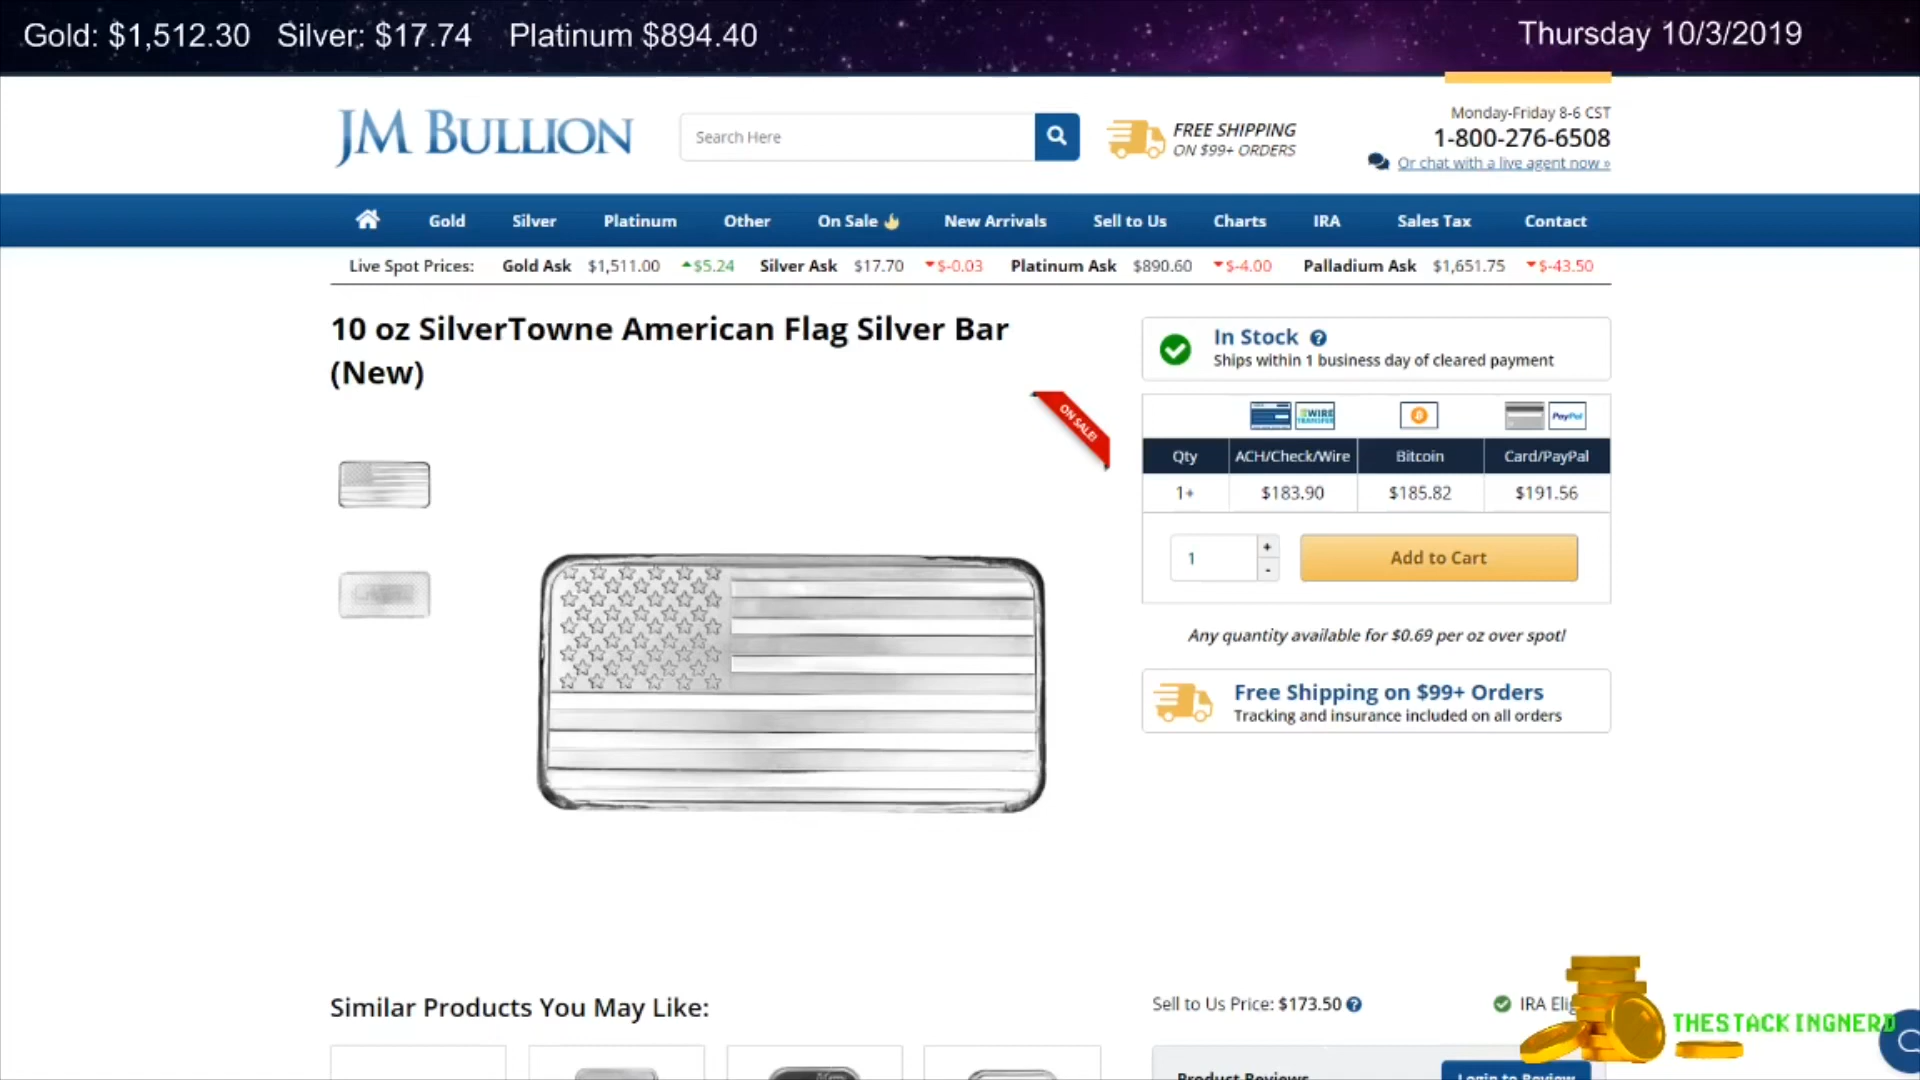 Gold: $1,512.30 Silver: $17.74 Platinum $894.40
Thursday 10/3/2019
JM BULLION
Search Here
FREE SHIPPING
ON $99+ ORDERS
Monday-Friday 8-6 CST
1-800-276-6508
Or chat with a live agent now »
Gold Silver Platinum Other On Sale New Arrivals Sell to Us Charts IRA Sales Tax Contact
Live Spot Prices: Gold Ask $1,511.00 $5.24 Silver Ask $17.70 $-0.03 Platinum Ask $890.60 $-4.00 Palladium Ask $1,651.75 $-43.50
10 oz SilverTowne American Flag Silver Bar
(New)
ON SALE!
In Stock ?
Ships within 1 business day of cleared payment
WIRE
TRANSFER
PayPal
Qty ACH/Check/Wire Bitcoin Card/PayPal
1+ $183.90 $185.82 $191.56
1 + -
Add to Cart
Any quantity available for $0.69 per oz over spot!
Free Shipping on $99+ Orders
Tracking and insurance included on all orders
Similar Products You May Like:
Sell to Us Price: $173.50 ?
IRA
THESTACKINGNERD
Product Reviews
Login to Review